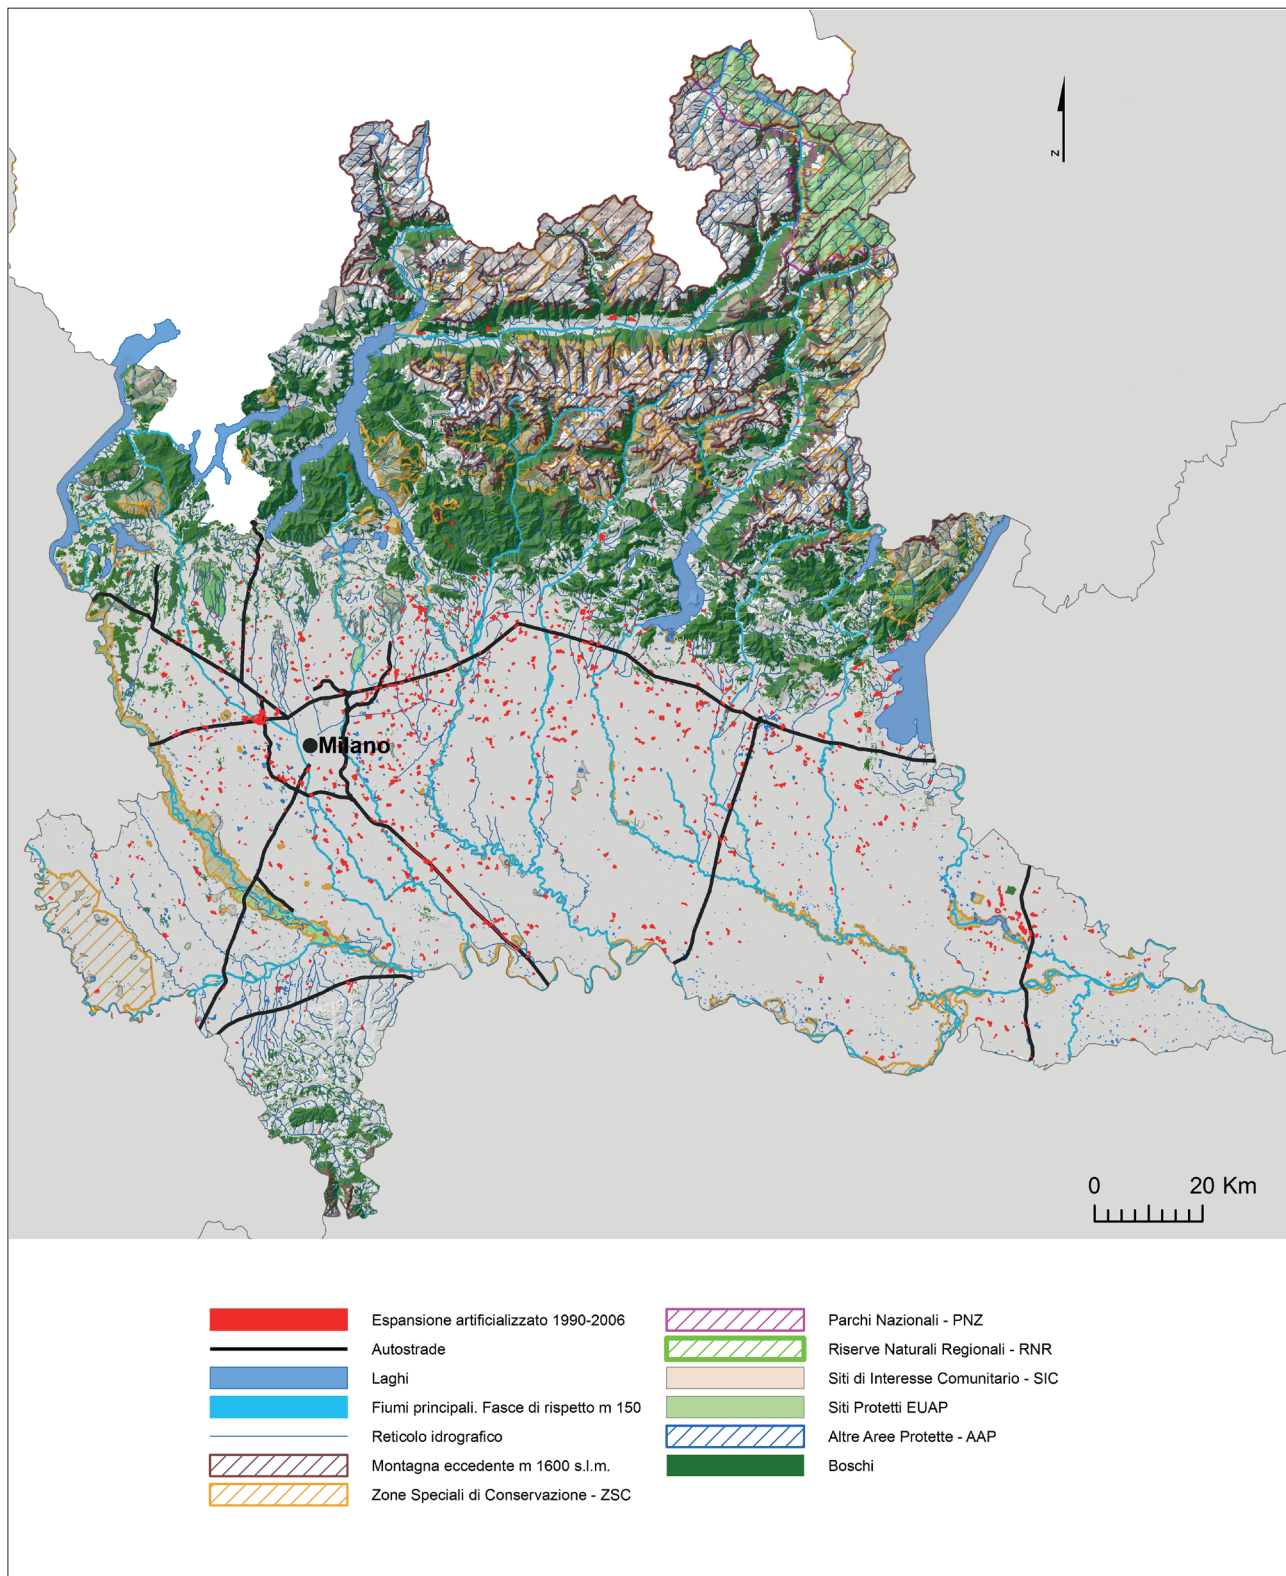 z
Milano
0 20 Km
Espansione artificializzato 1990-2006
Autostrade
Laghi
Fiumi principali. Fasce di rispetto m 150
Reticolo idrografico
Montagna eccedente m 1600 s.l.m.
Zone Speciali di Conservazione - ZSC
Parchi Nazionali - PNZ
Riserve Naturali Regionali - RNR
Siti di Interesse Comunitario - SIC
Siti Protetti EUAP
Altre Aree Protette - AAP
Boschi